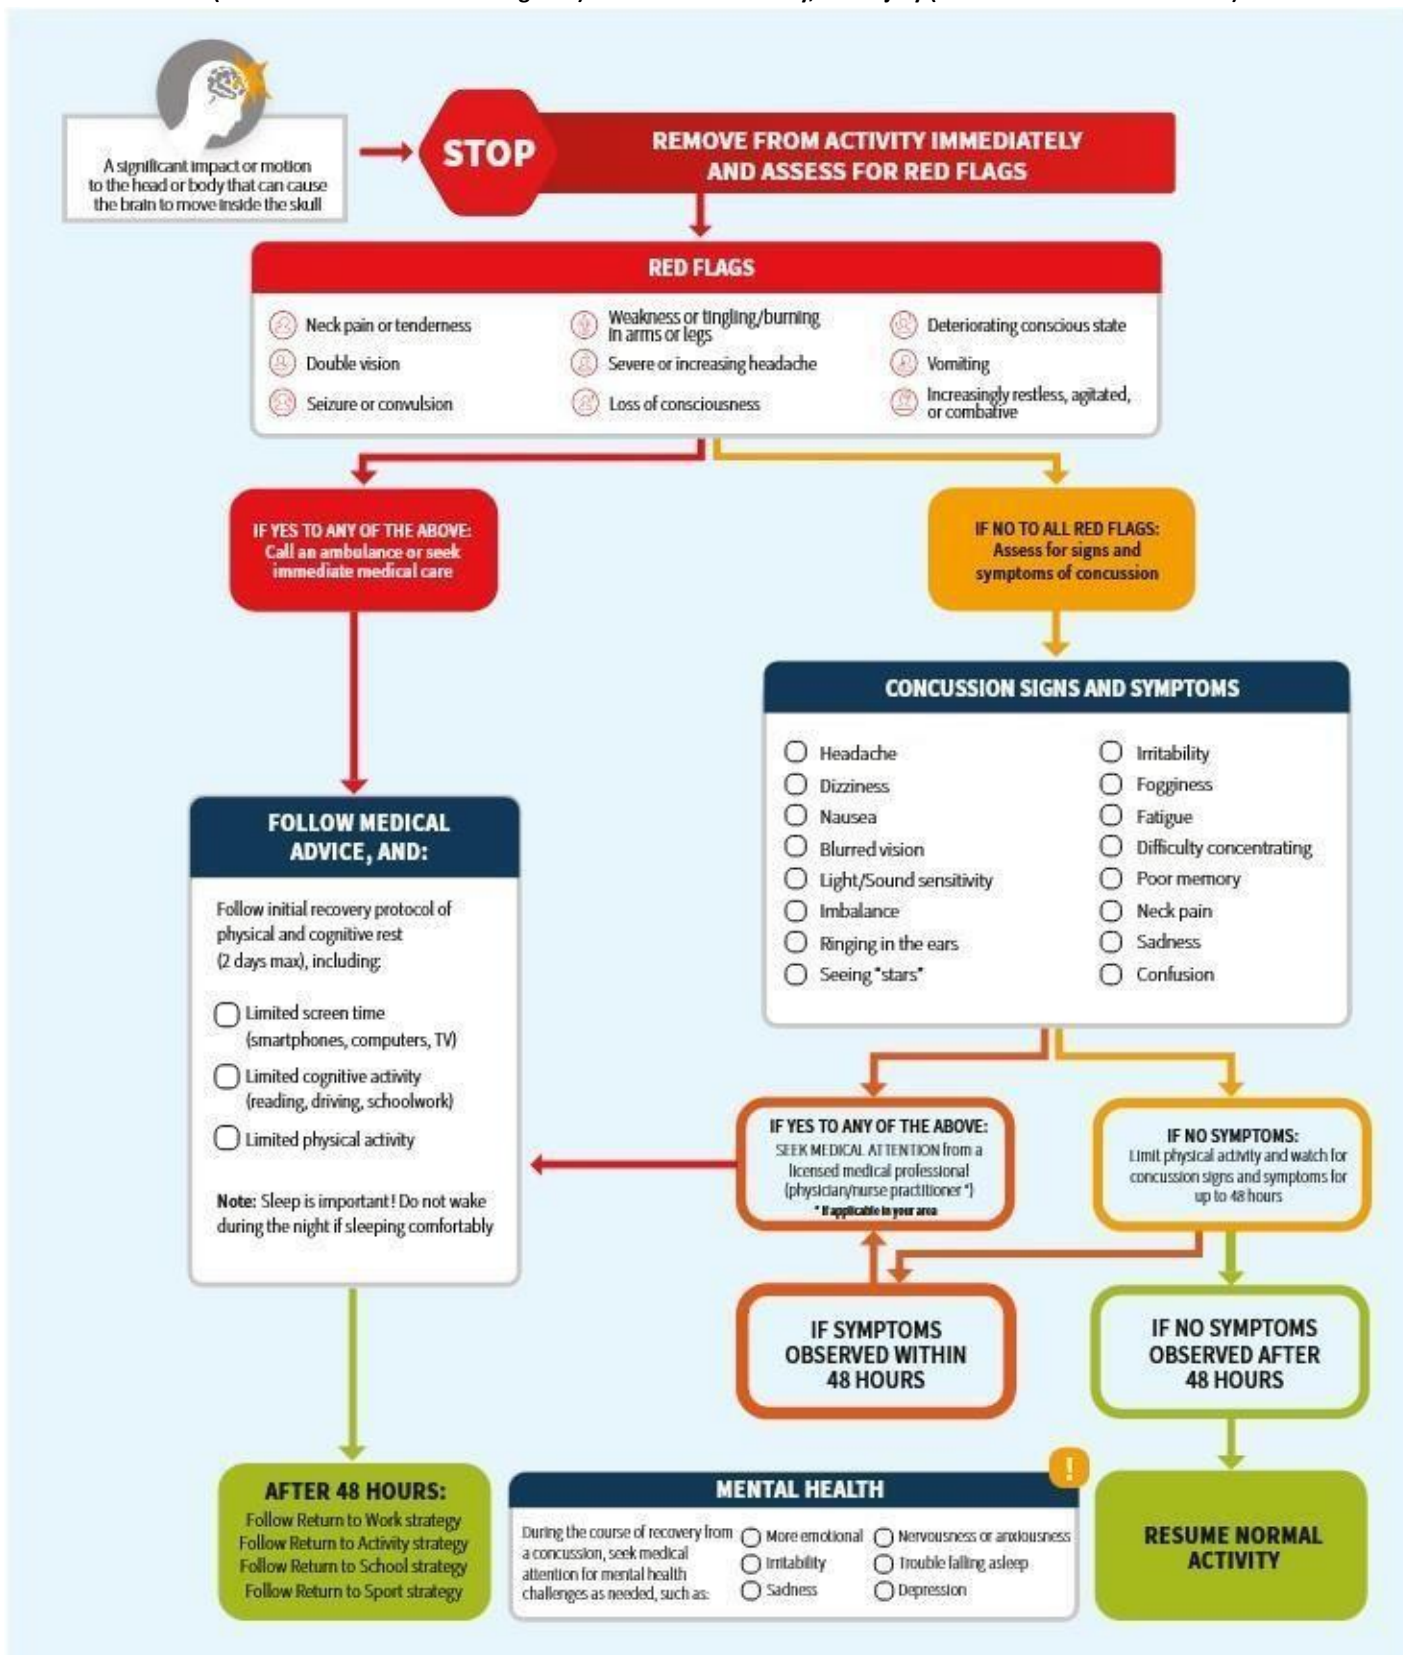 A significant impact or motion
to the head or body that can cause
the brain to move inside the skull
STOP
REMOVE FROM ACTIVITY IMMEDIATELY
AND ASSESS FOR RED FLAGS
RED FLAGS
Neck pain or tenderness
Double vision
Seizure or convulsion
Weakness or tingling/burning
in arms or legs
Severe or increasing headache
Loss of consciousness
Deteriorating conscious state
Vomiting
Increasingly restless, agitated,
or combative
IF YES TO ANY OF THE ABOVE:
Call an ambulance or seek
immediate medical care
IF NO TO ALL RED FLAGS:
Assess for signs and
symptoms of concussion
CONCUSSION SIGNS AND SYMPTOMS
Headache
Dizziness
Nausea
Blurred vision
Light/Sound sensitivity
Imbalance
Ringing in the ears
Seeing "stars"
Irritability
Fogginess
Fatigue
Difficulty concentrating
Poor memory
Neck pain
Sadness
Confusion
FOLLOW MEDICAL
ADVICE, AND:
Follow initial recovery protocol of
physical and cognitive rest
(2 days max), including:
Limited screen time
(smartphones, computers, TV)
Limited cognitive activity
(reading, driving, schoolwork)
Limited physical activity
Note: Sleep is important! Do not wake
during the night if sleeping comfortably
IF YES TO ANY OF THE ABOVE:
SEEK MEDICAL ATTENTION from a
licensed medical professional
(physician/nurse practitioner *)
* if applicable in your area
IF NO SYMPTOMS:
Limit physical activity and watch for
concussion signs and symptoms for
up to 48 hours
IF SYMPTOMS
OBSERVED WITHIN
48 HOURS
IF NO SYMPTOMS
OBSERVED AFTER
48 HOURS
AFTER 48 HOURS:
Follow Return to Work strategy
Follow Return to Activity strategy
Follow Return to School strategy
Follow Return to Sport strategy
!
MENTAL HEALTH
During the course of recovery from
a concussion, seek medical
attention for mental health
challenges as needed, such as:
More emotional
Irritability
Sadness
Nervousness or anxiousness
Trouble falling asleep
Depression
RESUME NORMAL
ACTIVITY